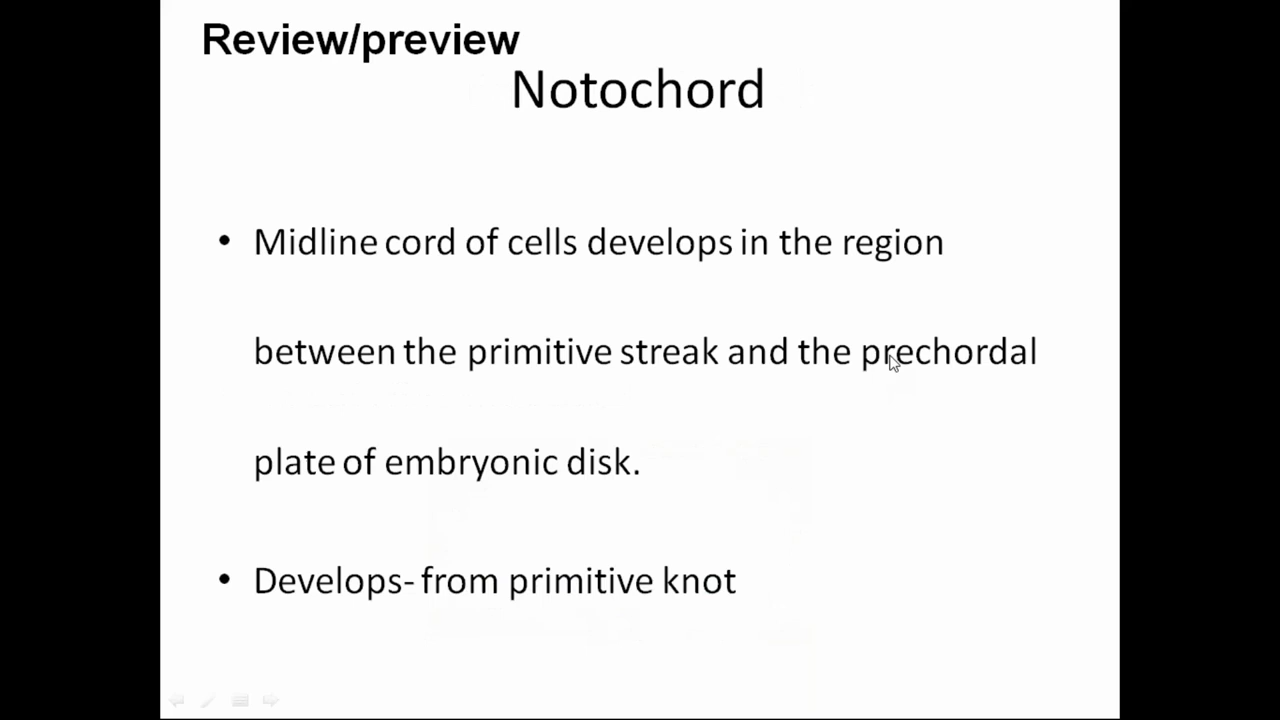 Review/preview
Notochord
• Midline cord of cells develops in the region
between the primitive streak and the prechordal
plate of embryonic disk.
• Develops- from primitive knot